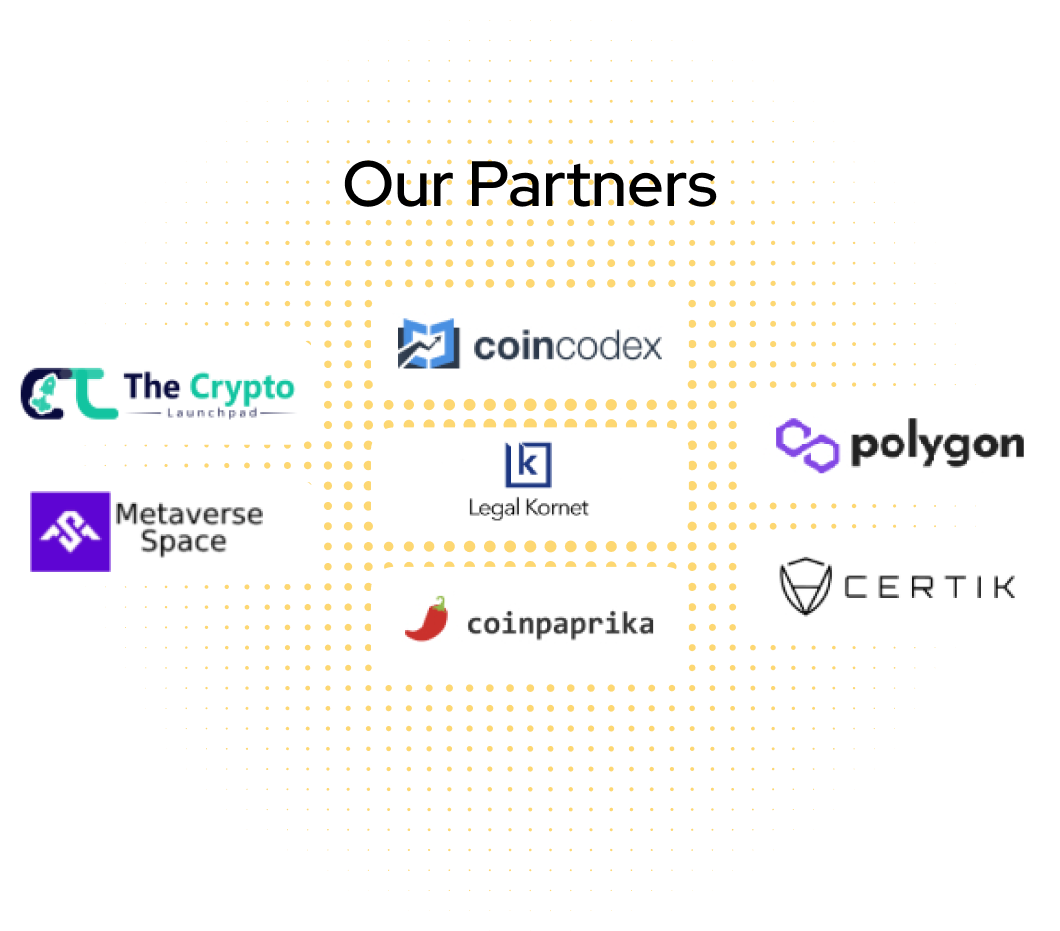 Our Partners
The Crypto
Launchpad
Metaverse
Space
coincodex
Legal Kornet
coinpaprika
polygon
CERTIK